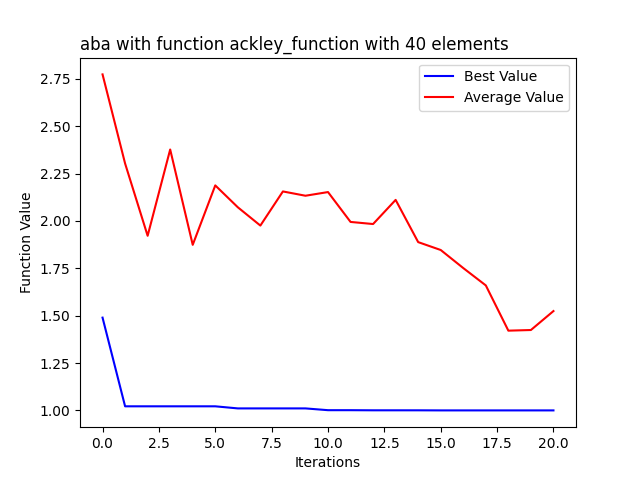 aba with function ackley_function with 40 elements
Best Value
Average Value
2.75
2.50
2.25
2.00
1.75
1.50
1.25
1.00
Function Value
0.0 2.5 5.0 7.5 10.0 12.5 15.0 17.5 20.0
Iterations